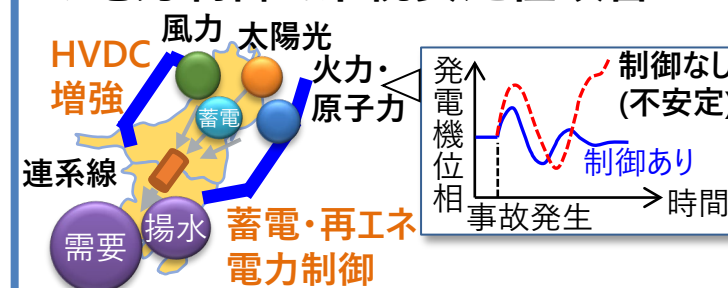 HVDC
増強
風力
太陽光
火力・
原子力
蓄電
連系線
需要
揚水
蓄電・再エネ
電力制御
発電機位相
制御なし
(不安定)
制御あり
事故発生
時間